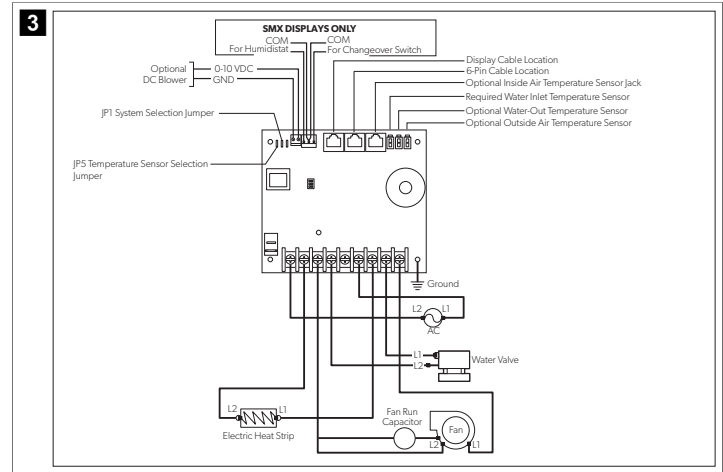 3
SMX DISPLAYS ONLY
COM
COM
For Humidistat
For Changeover Switch
Optional
DC Blower
0-10 VDC
GND
Display Cable Location
6-Pin Cable Location
Optional Inside Air Temperature Sensor Jack
Required Water Inlet Temperature Sensor
Optional Water-Out Temperature Sensor
Optional Outside Air Temperature Sensor
JP1 System Selection Jumper
JP5 Temperature Sensor Selection
Jumper
Ground
L2
L1
AC
L1
L2
Water Valve
L2
L1
Electric Heat Strip
Fan Run
Capacitor
Fan
L2
L1